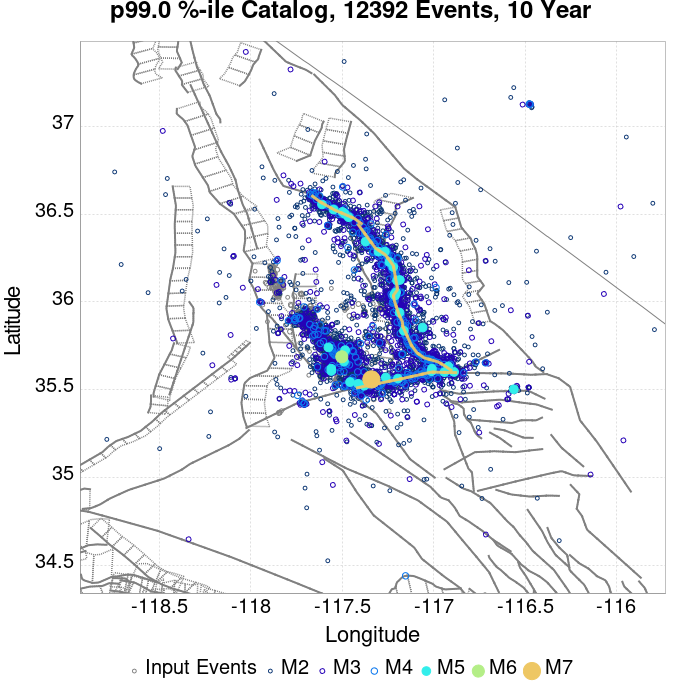 p99.0 %-ile Catalog, 12392 Events, 10 Year
37
36.5
36
35.5
35
34.5
Latitude
-118.5 -118 -117.5 -117 -116.5 -116
Longitude
Input Events M2 M3 M4 M5 M6 M7